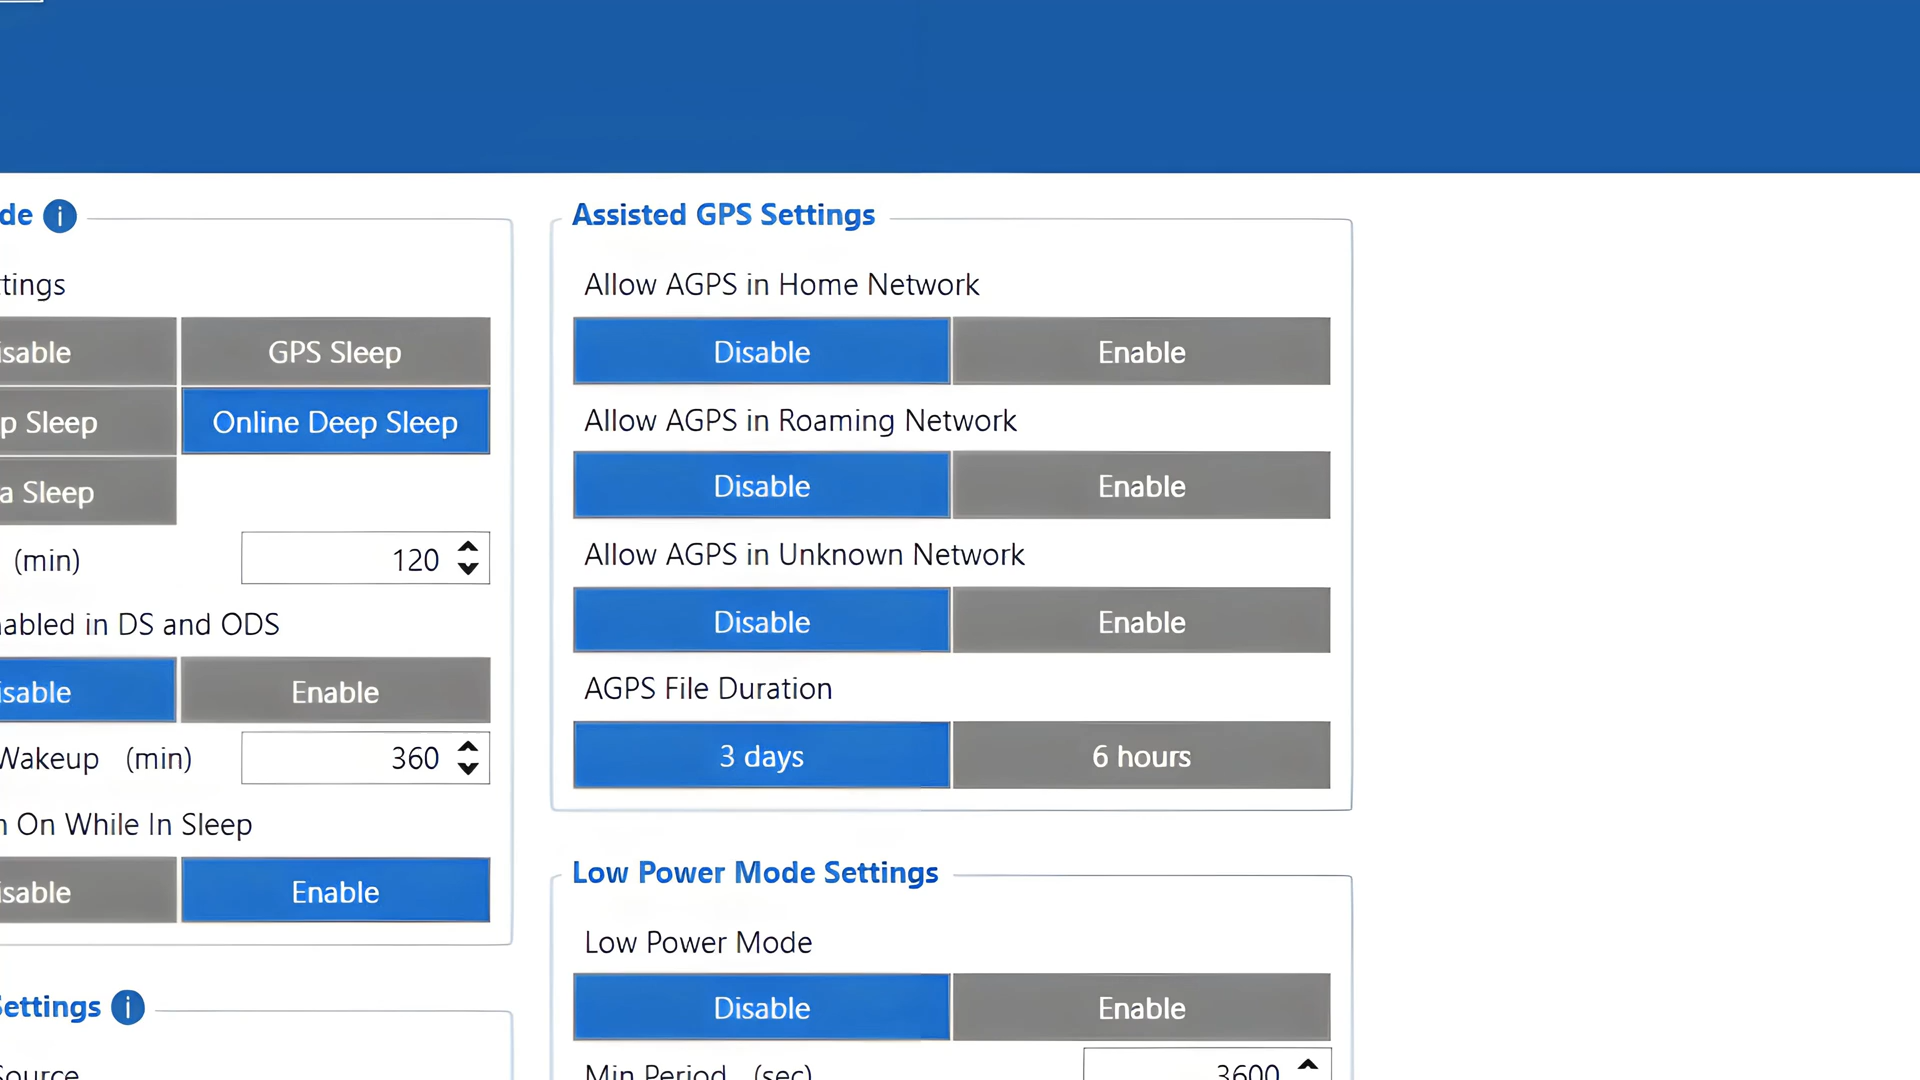 de
ttings
isable
GPS Sleep
p Sleep
Online Deep Sleep
a Sleep
(min)
120
abled in DS and ODS
isable
Enable
Wakeup (min)
360
n On While In Sleep
isable
Enable
Settings
Source
Assisted GPS Settings
Allow AGPS in Home Network
Disable
Enable
Allow AGPS in Roaming Network
Disable
Enable
Allow AGPS in Unknown Network
Disable
Enable
AGPS File Duration
3 days
6 hours
Low Power Mode Settings
Low Power Mode
Disable
Enable
Min Period (sec)
3600